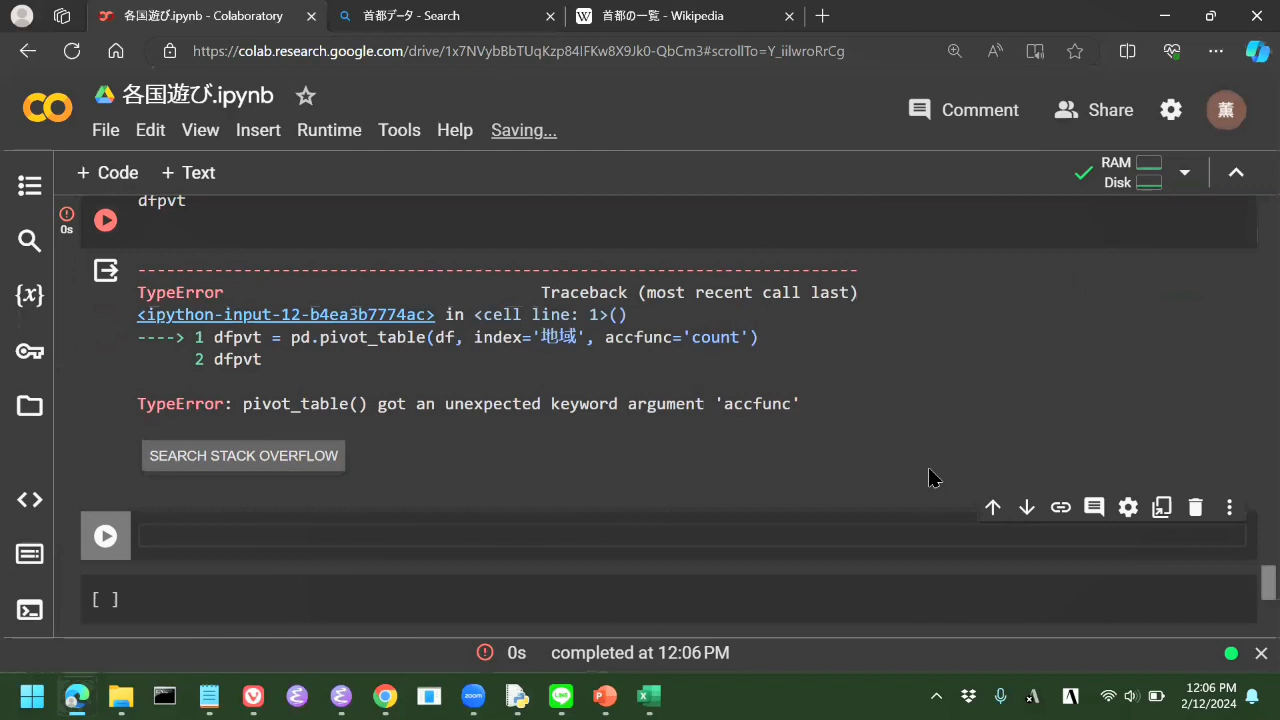 各国遊び.ipynb - Colaboratory
首都データ - Search
首都の一覧 - Wikipedia
https://colab.research.google.com/drive/1x7NVybBbTUqKzp84IFKw8X9Jk0-QbCm3#scrollTo=Y_iilwroRrCg
各国遊び.ipynb
Comment
Share
薫
File Edit View Insert Runtime Tools Help Saving...
+ Code + Text
RAM
Disk
dfpvt
0s
---------------------------------------------------------------------------
TypeError Traceback (most recent call last)
<ipython-input-12-b4ea3b7774ac> in <cell line: 1>()
----> 1 dfpvt = pd.pivot_table(df, index='地域', accfunc='count')
2 dfpvt
TypeError: pivot_table() got an unexpected keyword argument 'accfunc'
SEARCH STACK OVERFLOW
[ ]
0s completed at 12:06 PM
zoom
12:06 PM
2/12/2024